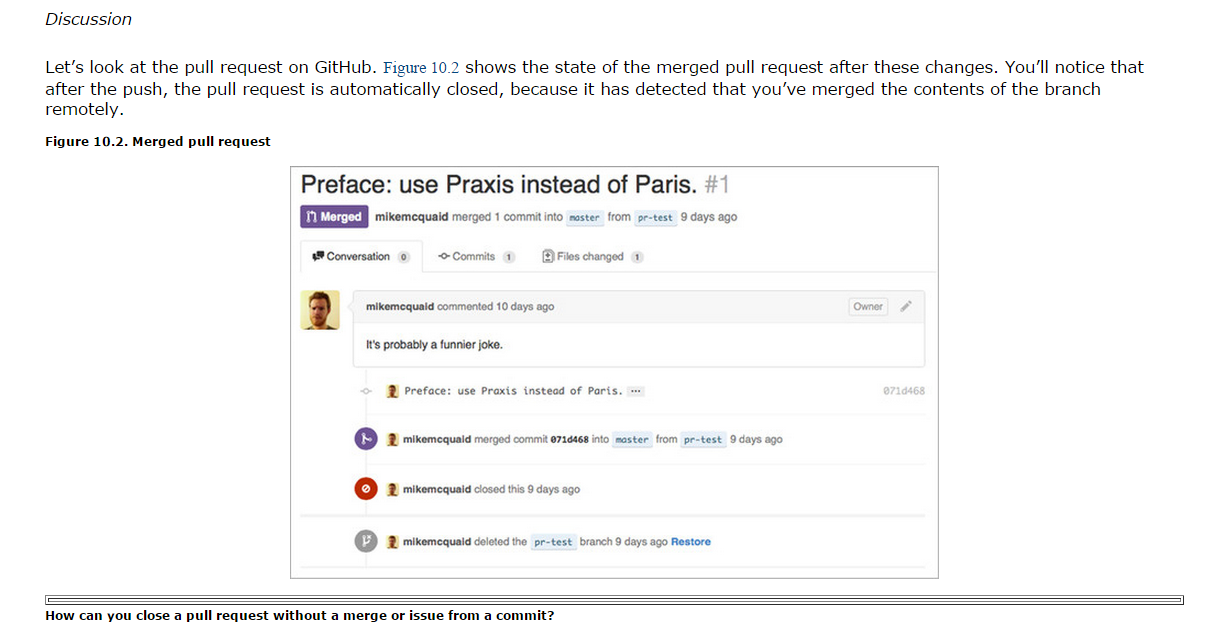 Discussion
Let’s look at the pull request on GitHub. Figure 10.2 shows the state of the merged pull request after these changes. You’ll notice that
after the push, the pull request is automatically closed, because it has detected that you’ve merged the contents of the branch
remotely.
Figure 10.2. Merged pull request
Preface: use Praxis instead of Paris. #1
Merged mikemcquaid merged 1 commit into master from pr-test 9 days ago
Conversation 0 Commits 1 Files changed 1
mikemcquaid commented 10 days ago Owner
It's probably a funnier joke.
Preface: use Praxis instead of Paris. ... 071d468
mikemcquaid merged commit 071d468 into master from pr-test 9 days ago
mikemcquaid closed this 9 days ago
mikemcquaid deleted the pr-test branch 9 days ago Restore
How can you close a pull request without a merge or issue from a commit?